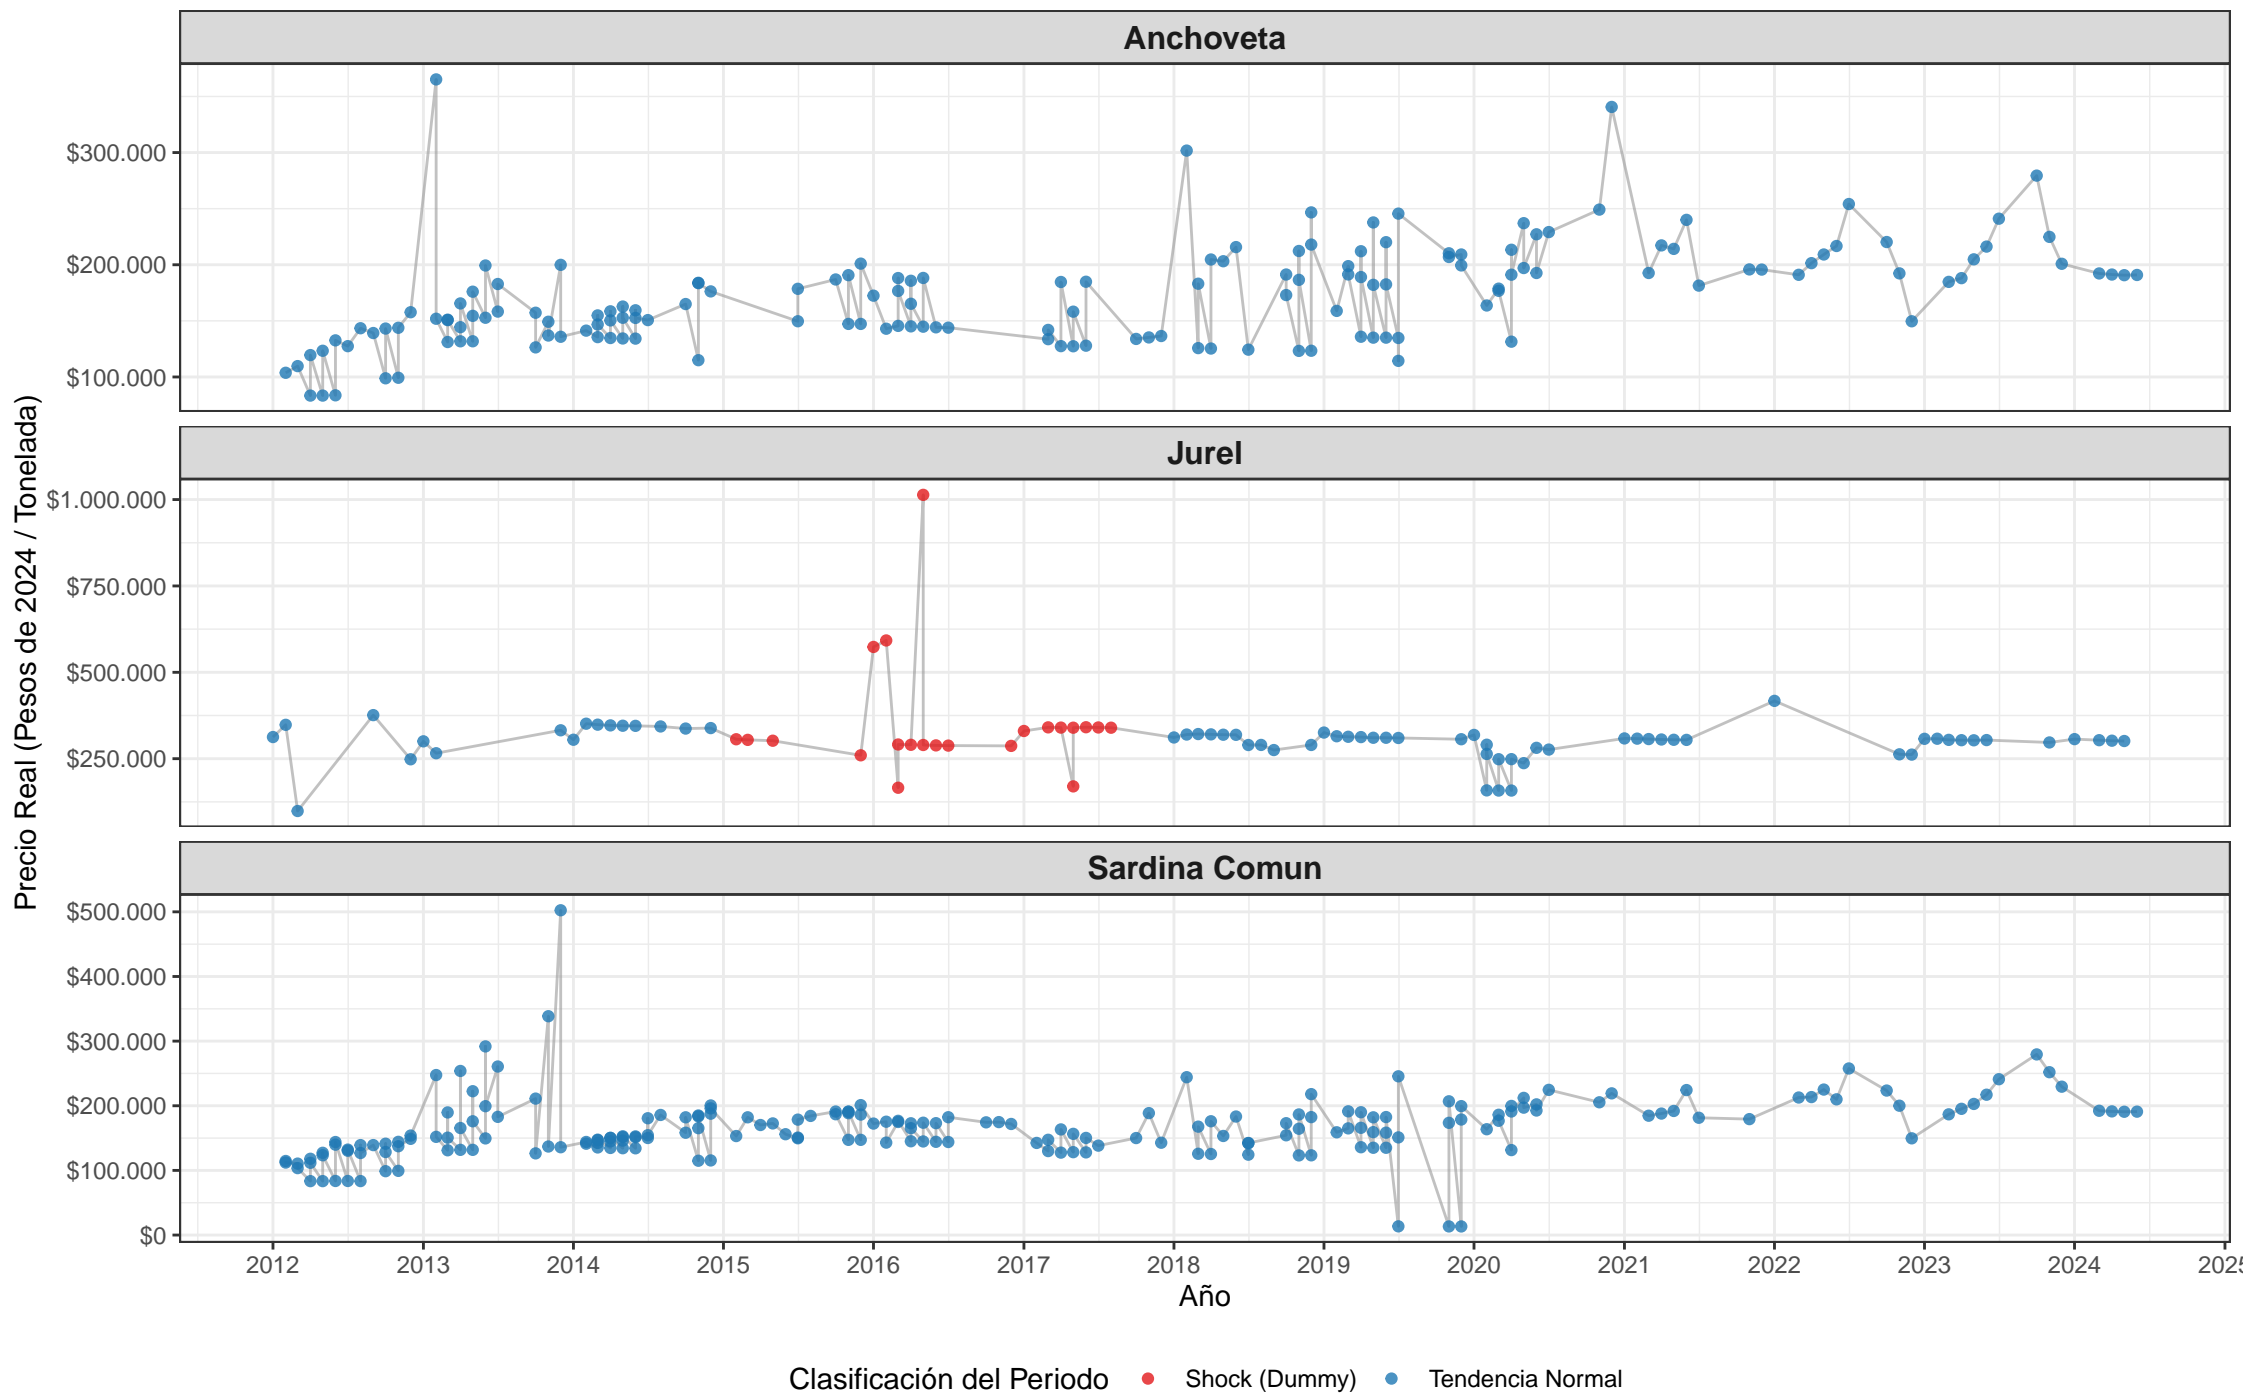 Anchoveta
$300.000
$200.000
$100.000
Jurel
$1.000.000
$750.000
$500.000
$250.000
Sardina Comun
$500.000
$400.000
$300.000
$200.000
$100.000
$0
Precio Real (Pesos de 2024 / Tonelada)
2012 2013 2014 2015 2016 2017 2018 2019 2020 2021 2022 2023 2024 2025
Año
Clasificación del Periodo Shock (Dummy) Tendencia Normal